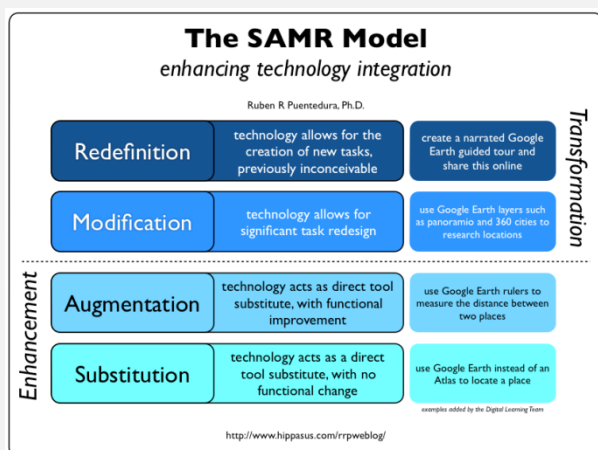 The SAMR Model
enhancing technology integration
Ruben R Puentedura, Ph.D.
Transformation
Redefinition
technology allows for the
creation of new tasks,
previously inconceivable
create a narrated Google
Earth guided tour and
share this online
Modification
technology allows for
significant task redesign
use Google Earth layers such
as panoramio and 360 cities to
research locations
Enhancement
Augmentation
technology acts as direct tool
substitute, with functional
improvement
use Google Earth rulers to
measure the distance between
two places
Substitution
technology acts as a direct
tool substitute, with no
functional change
use Google Earth instead of an
Atlas to locate a place
examples added by the Digital Learning Team
http://www.hippasus.com/rrpweblog/